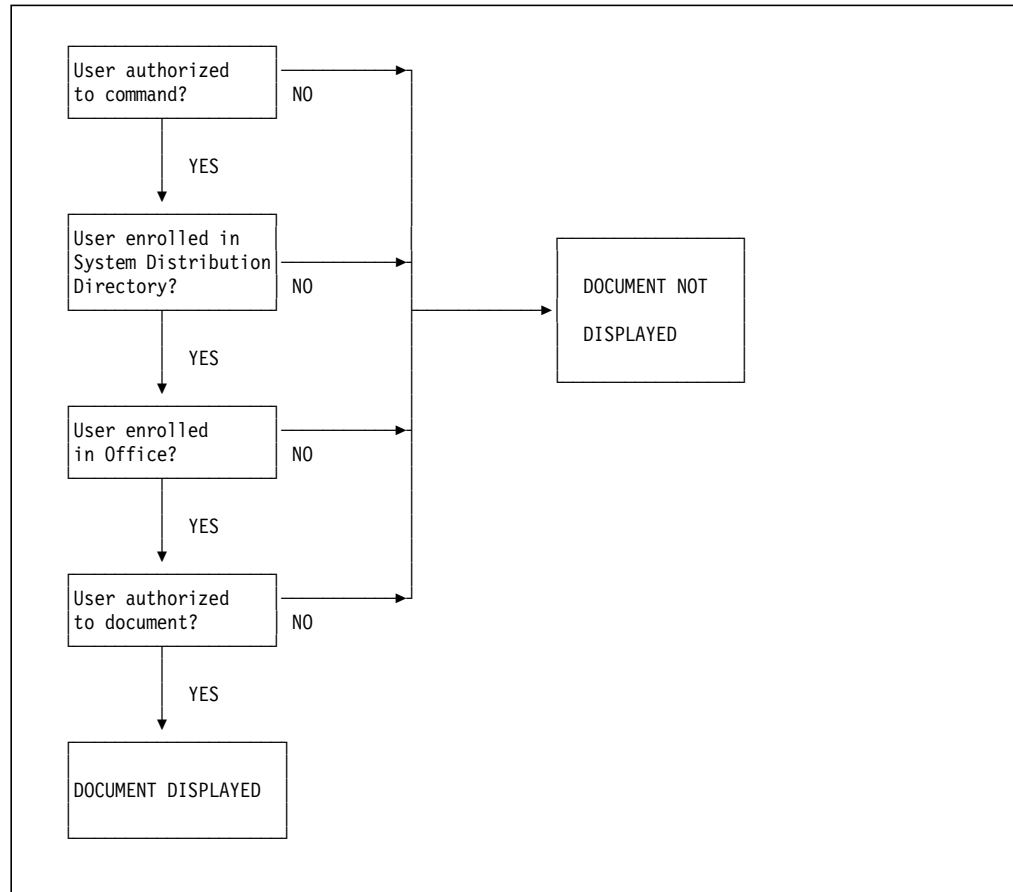 User authorized
to command?
NO
YES
User enrolled in
System Distribution
Directory?
NO
DOCUMENT NOT
DISPLAYED
YES
User enrolled
in Office?
NO
YES
User authorized
to document?
NO
YES
DOCUMENT DISPLAYED